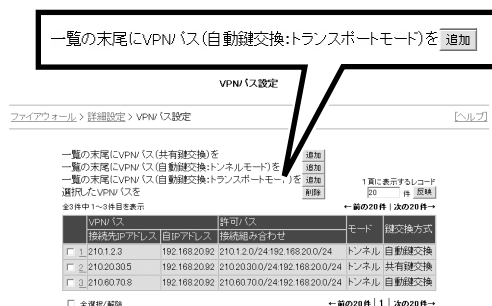 一覧の末尾にVPNパス(自動鍵交換:トランスポートモード)を 追加
VPNパス設定
ファイアウォール > 詳細設定 > VPNパス設定 [ヘルプ]
一覧の末尾にVPNパス(共有鍵交換)を 追加
一覧の末尾にVPNパス(自動鍵交換:トンネルモード)を 追加
一覧の末尾にVPNパス(自動鍵交換:トランスポートモード)を 追加
選択したVPNパスを 削除
1頁に表示するレコード
20 件 反映
全3件中1~3件目を表示 ←前の20件 | 次の20件→
VPNパス 許可パス モード 鍵交換方式
接続先IPアドレス 自IPアドレス 接続組み合わせ
1 210.1.2.3 192.168.20.92 210.1.2.0/24:192.168.20.0/24 トンネル 自動鍵交換
2 210.20.30.5 192.168.20.92 210.20.30.0/24:192.168.20.0/24 トンネル 共有鍵交換
3 210.60.70.8 192.168.20.92 210.60.70.0/24:192.168.20.0/24 トンネル 自動鍵交換
全選択/解除 ←前の20件 | 1 | 次の20件→